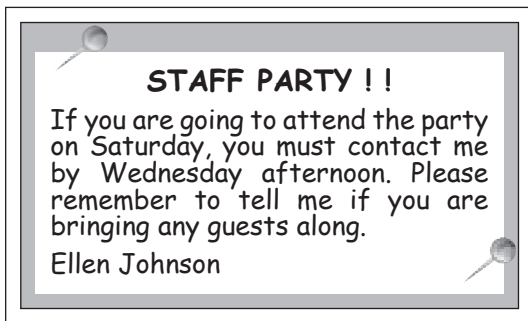 STAFF PARTY ! !
If you are going to attend the party
on Saturday, you must contact me
by Wednesday afternoon. Please
remember to tell me if you are
bringing any guests along.
Ellen Johnson